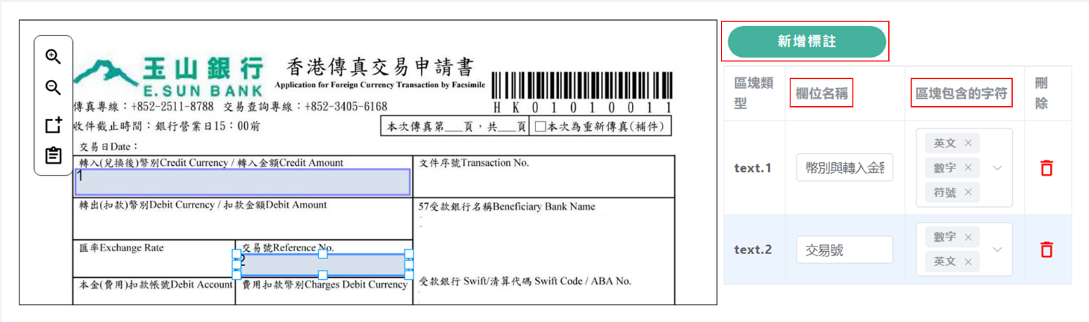 玉山銀行
E.SUN BANK
香港傳真交易申請書
Application for Foreign Currency Transaction by Facsimile
HK01010011
傳真專線：+852-2511-8788 交易查詢專線：+852-3405-6168
收件截止時間：銀行營業日15：00前
本次傳真第___頁，共___頁 □本次為重新傳真(補件)
交易日Date：
轉入(兌換後)幣別Credit Currency / 轉入金額Credit Amount
1
文件序號Transaction No.
轉出(扣款)幣別Debit Currency / 扣款金額Debit Amount
57受款銀行名稱Beneficiary Bank Name
匯率Exchange Rate
交易號Reference No.
2
受款銀行 Swift/清算代碼 Swift Code / ABA No.
本金(費用)扣款帳號Debit Account
費用扣款幣別Charges Debit Currency
新增標註
區塊類型
欄位名稱
區塊包含的字符
刪除
text.1
幣別與轉入金
英文 ×
數字 ×
符號 ×
text.2
交易號
數字 ×
英文 ×